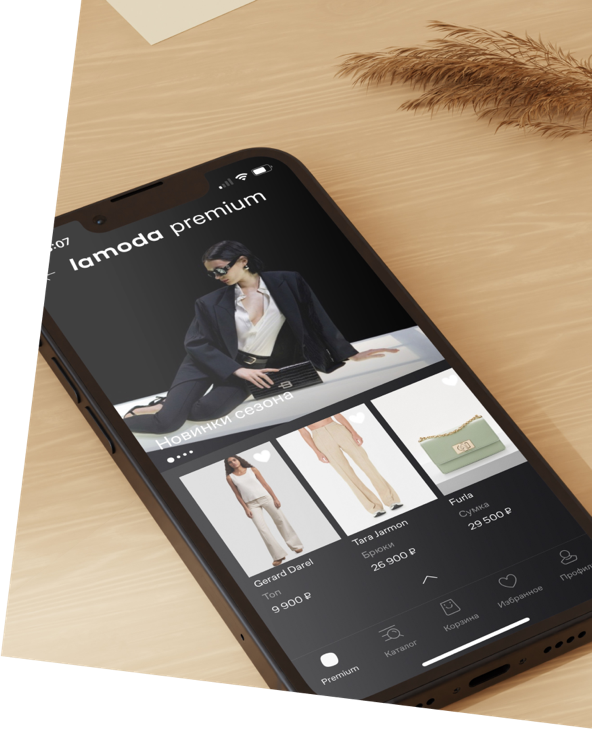 :07
lamoda premium
Новинки сезона
Gerard Darel
Топ
9 900 ₽
Tara Jarmon
Брюки
26 900 ₽
Furla
Сумка
29 500 ₽
Premium
Каталог
Корзина
Избранное